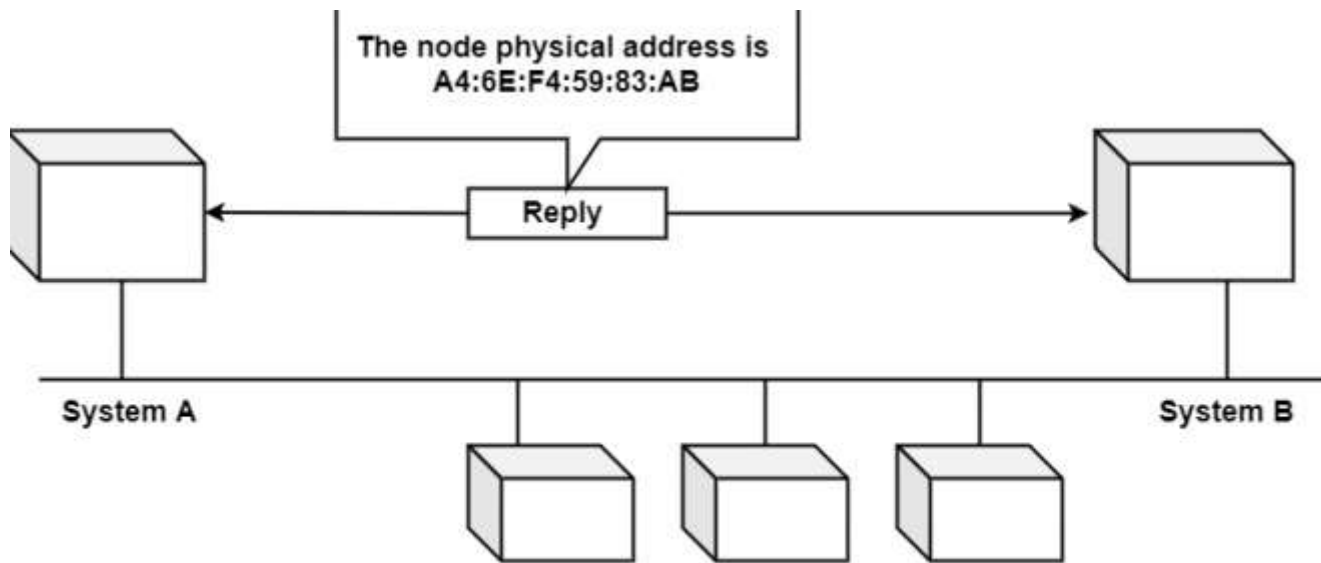 The node physical address is
A4:6E:F4:59:83:AB
Reply
System A
System B